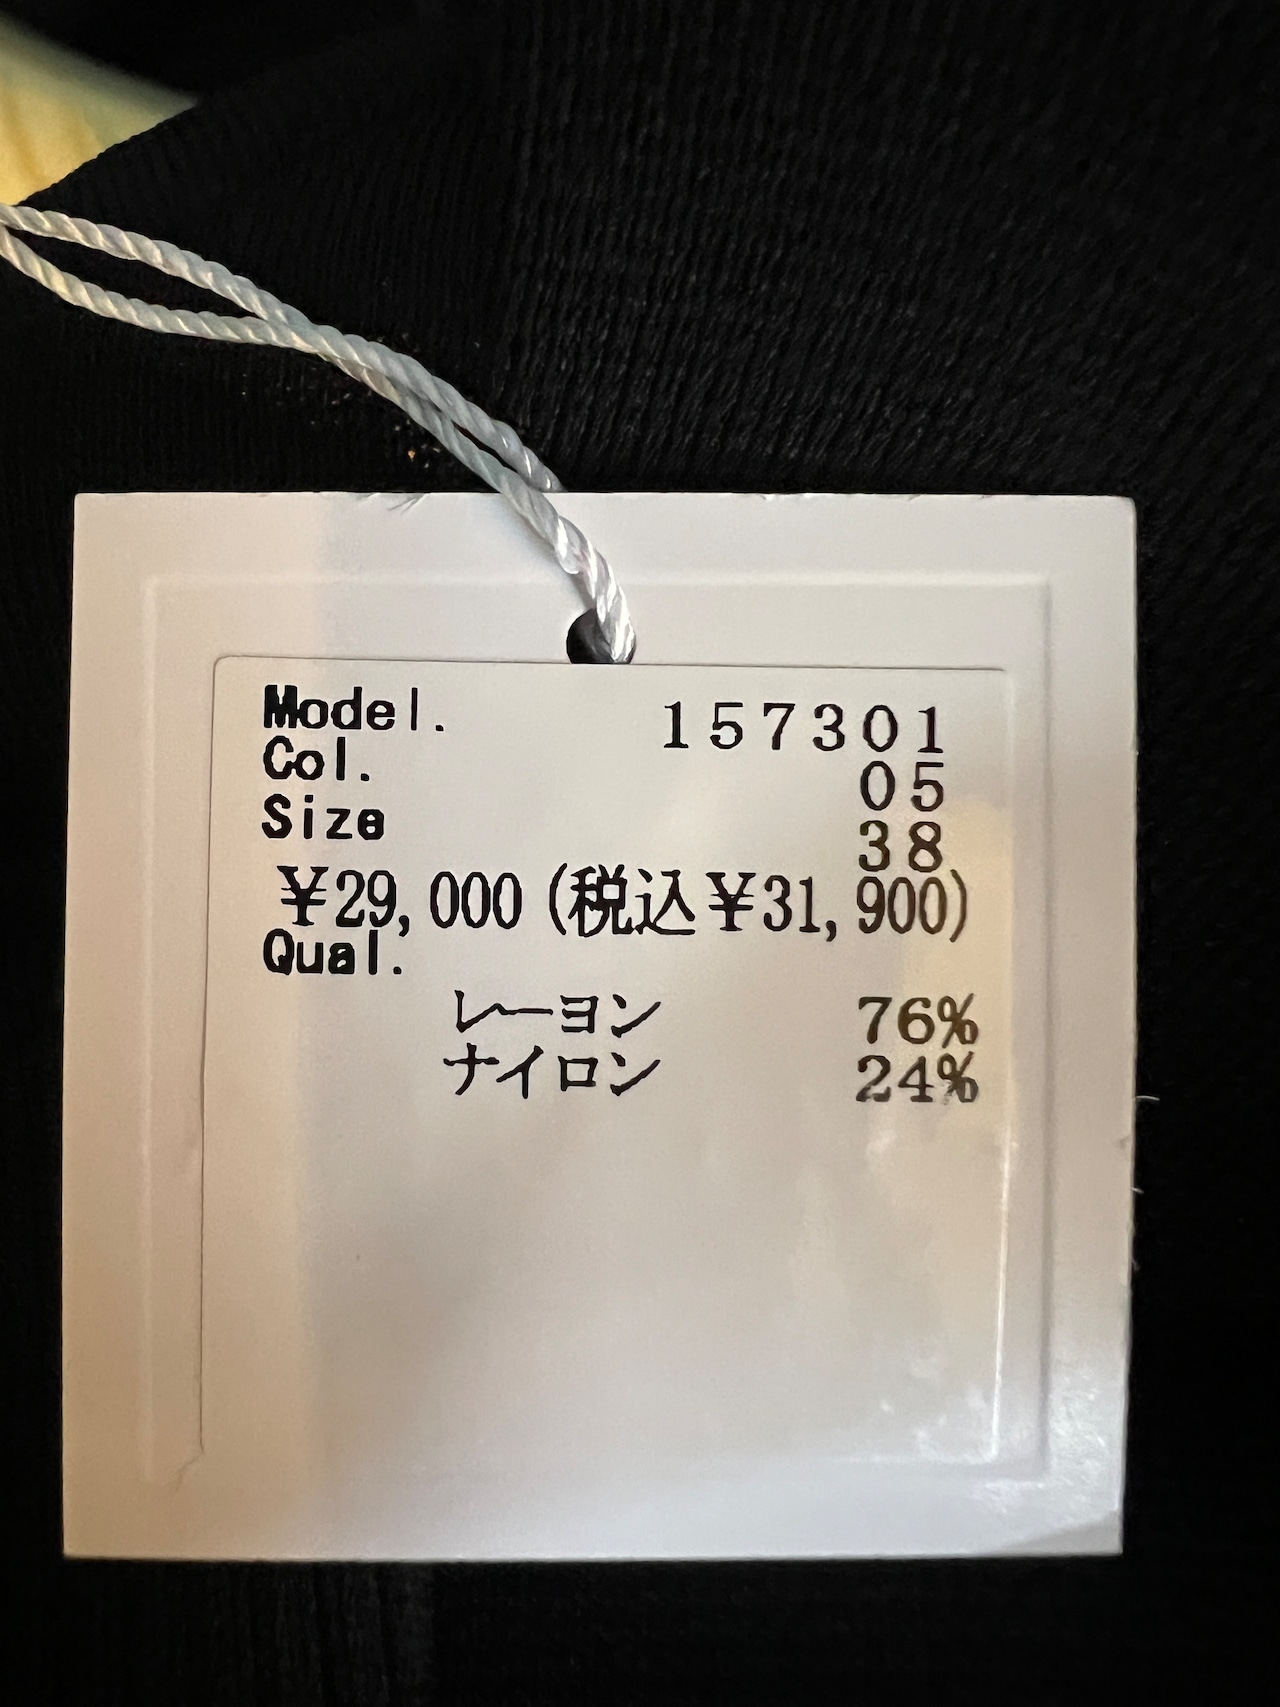 Model. 157301
Col. 05
Size 38
¥29,000(税込¥31,900)
Qual.
レーヨン 76%
ナイロン 24%